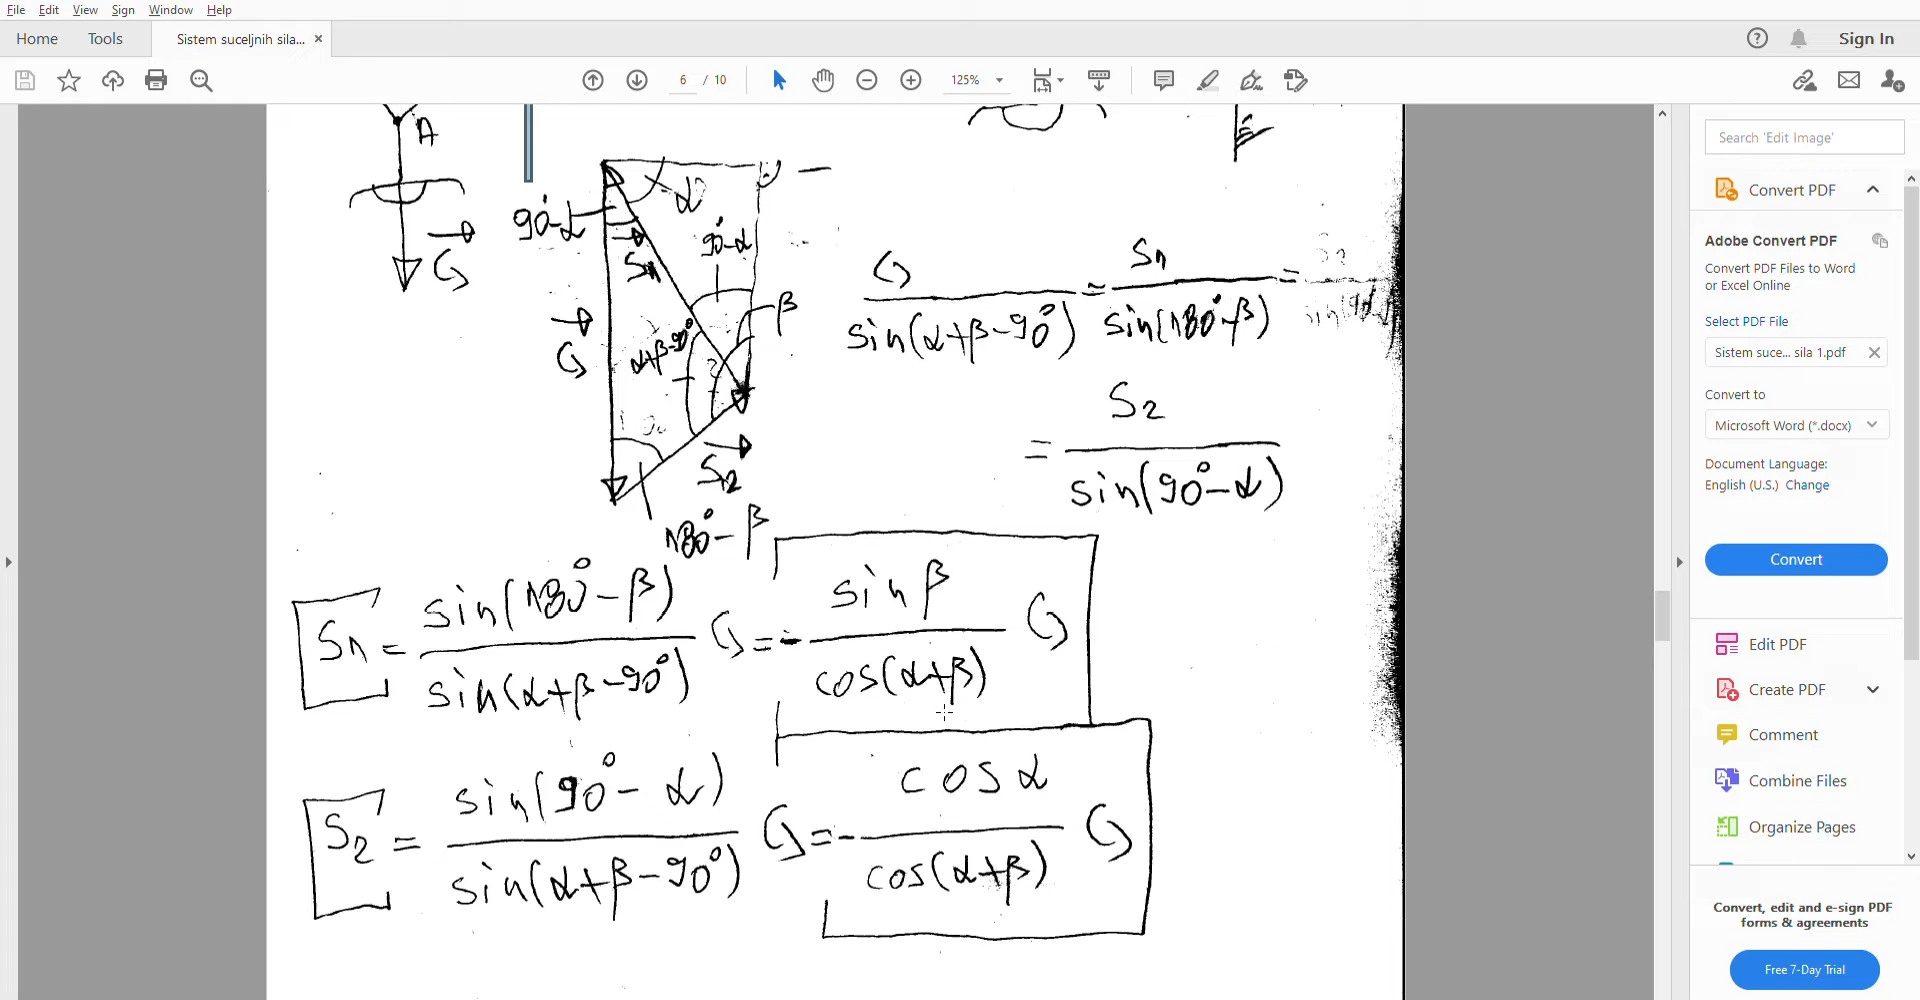 File Edit View Sign Window Help
Home Tools Sistem suceljnih sila... × Sign In
6 / 10 125%
A
G
90°-α
α
S1
90°-α
β
G
α+β-90°
S2
180°-β
G / sin(α+β-90°) = S1 / sin(180°-β) =
= S2 / sin(90°-α)
S1 = sin(180°-β) / sin(α+β-90°) G = - sin β / cos(α+β) G
S2 = sin(90°-α) / sin(α+β-90°) G = - cos α / cos(α+β) G
Search 'Edit Image'
Convert PDF
Adobe Convert PDF
Convert PDF Files to Word
or Excel Online
Select PDF File
Sistem suce... sila 1.pdf
Convert to
Microsoft Word (*.docx)
Document Language:
English (U.S.) Change
Convert
Edit PDF
Create PDF
Comment
Combine Files
Organize Pages
Convert, edit and e-sign PDF
forms & agreements
Free 7-Day Trial